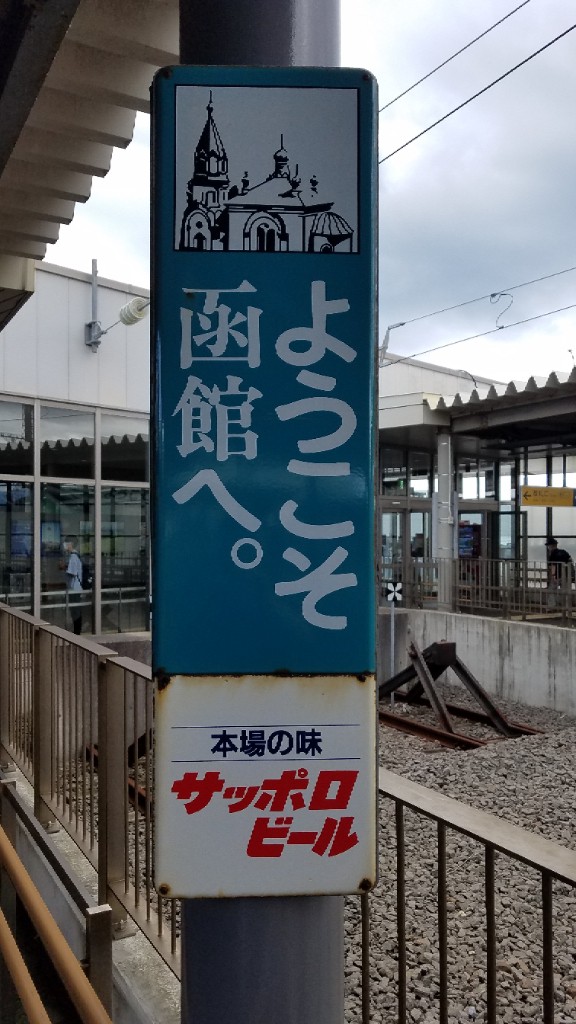 ようこそ
函館へ。
本場の味
サッポロ
ビール